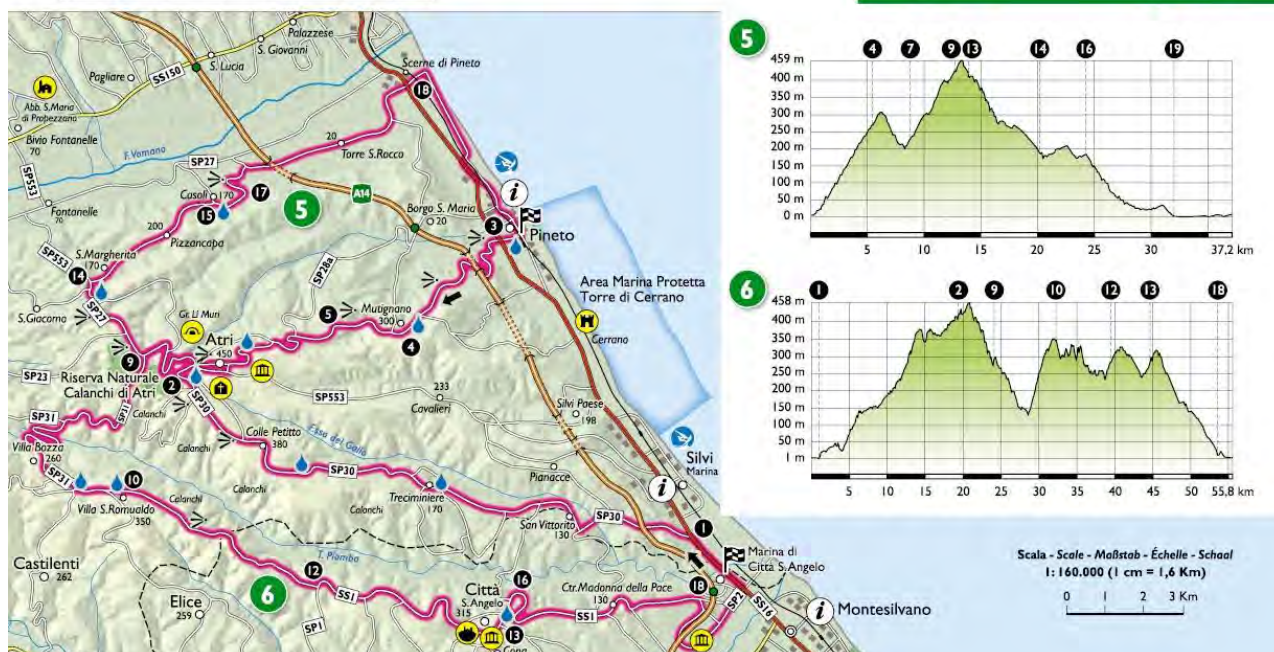 Palazzese
S. Giovanni
S. Lucia
SS150
Pagliare
Abb. S.Maria
di Propezzano
Bivio Fontanelle
70
SP553
Fontanelle
70
F. Vomano
Scerne di Pineto
18
20
Torre S.Rocco
SP27
Casoli 170
17
15
5
A14
200
Pizzancapa
Borgo S. Maria
20
3
i
Pineto
Area Marina Protetta
Torre di Cerrano
Cerrano
SP553
S.Margherita
170
14
S.Giacomo
SP27
SP28a
Gr. LI Muri
Atri
450
5
Mutignano
300
4
9
Riserva Naturale
Calanchi di Atri
2
SP23
SP31
SP31
Calanchi
SP30
Calanchi
SP553
233
Cavalieri
Silvi Paese
198
Silvi
Marina
i
Pianacce
Colle Petitto
380
Fosso del Gallo
SP30
Villa Bozza
260
SP31
10
Villa S.Romualdo
350
Calanchi
Calanchi
Calanchi
Treciminiere
170
San Vittorito
130
SP30
1
Marina di
Città S.Angelo
T. Piomba
Castilenti
262
12
6
Elice
259
SP1
SS1
Città
S. Angelo
315
16
13
Ctr.Madonna della Pace
130
SS1
18
SP2
SS16
i
Montesilvano
5
4 7 9 13 14 16 19
459 m
400 m
350 m
300 m
250 m
200 m
150 m
100 m
50 m
0 m
5 10 15 20 25 30 37,2 km
6
1 2 9 10 12 13 18
458 m
400 m
350 m
300 m
250 m
200 m
150 m
100 m
50 m
1 m
5 10 15 20 25 30 35 40 45 50 55,8 km
Scala - Scale - Maßstab - Échelle - Schaal
1: 160.000 (1 cm = 1,6 Km)
0 1 2 3 Km